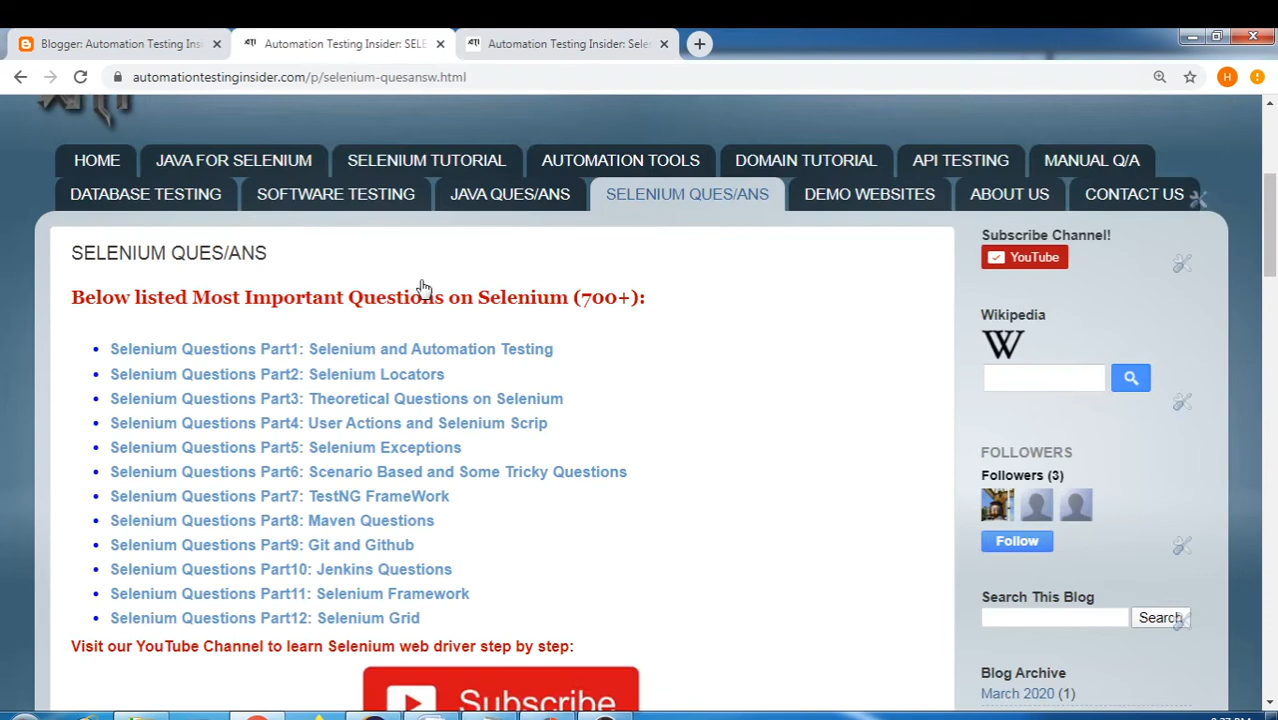 Blogger: Automation Testing Ins
Automation Testing Insider: SEL
Automation Testing Insider: Sele
automationtestinginsider.com/p/selenium-quesansw.html
H
HOME JAVA FOR SELENIUM SELENIUM TUTORIAL AUTOMATION TOOLS DOMAIN TUTORIAL API TESTING MANUAL Q/A
DATABASE TESTING SOFTWARE TESTING JAVA QUES/ANS SELENIUM QUES/ANS DEMO WEBSITES ABOUT US CONTACT US
SELENIUM QUES/ANS
Below listed Most Important Questions on Selenium (700+):
Selenium Questions Part1: Selenium and Automation Testing
Selenium Questions Part2: Selenium Locators
Selenium Questions Part3: Theoretical Questions on Selenium
Selenium Questions Part4: User Actions and Selenium Scrip
Selenium Questions Part5: Selenium Exceptions
Selenium Questions Part6: Scenario Based and Some Tricky Questions
Selenium Questions Part7: TestNG FrameWork
Selenium Questions Part8: Maven Questions
Selenium Questions Part9: Git and Github
Selenium Questions Part10: Jenkins Questions
Selenium Questions Part11: Selenium Framework
Selenium Questions Part12: Selenium Grid
Visit our YouTube Channel to learn Selenium web driver step by step:
Subscribe
Subscribe Channel!
YouTube
Wikipedia
W
FOLLOWERS
Followers (3)
Follow
Search This Blog
Search
Blog Archive
March 2020 (1)